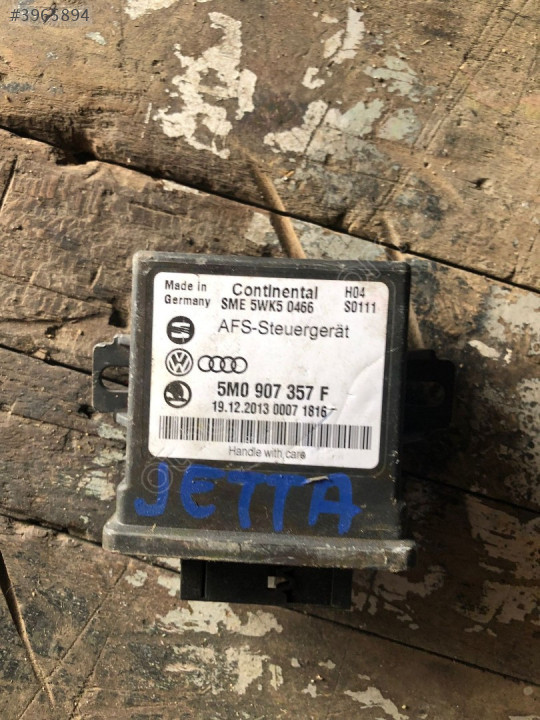 #3965894
Made in Continental H04
Germany SME 5WK5 0466 S0111
AFS-Steuergerät
5M0 907 357 F
19.12.2013 0007 1816
Handle with care
JETTA